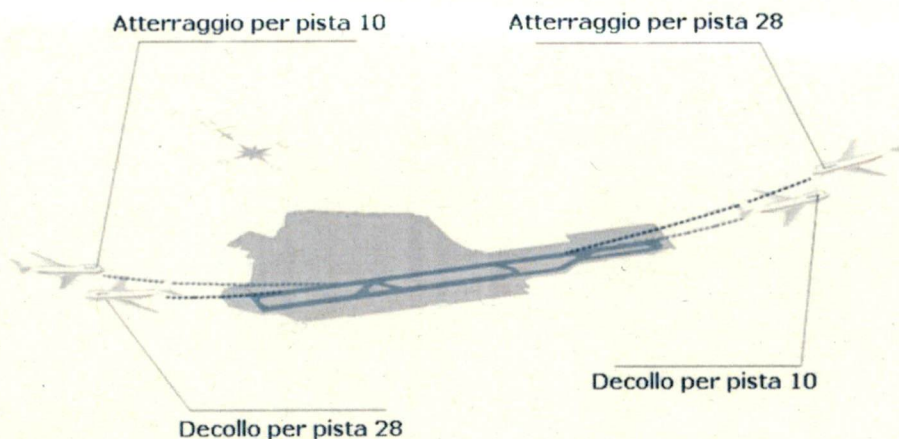 Atterraggio per pista 10
Atterraggio per pista 28
Decollo per pista 10
Decollo per pista 28